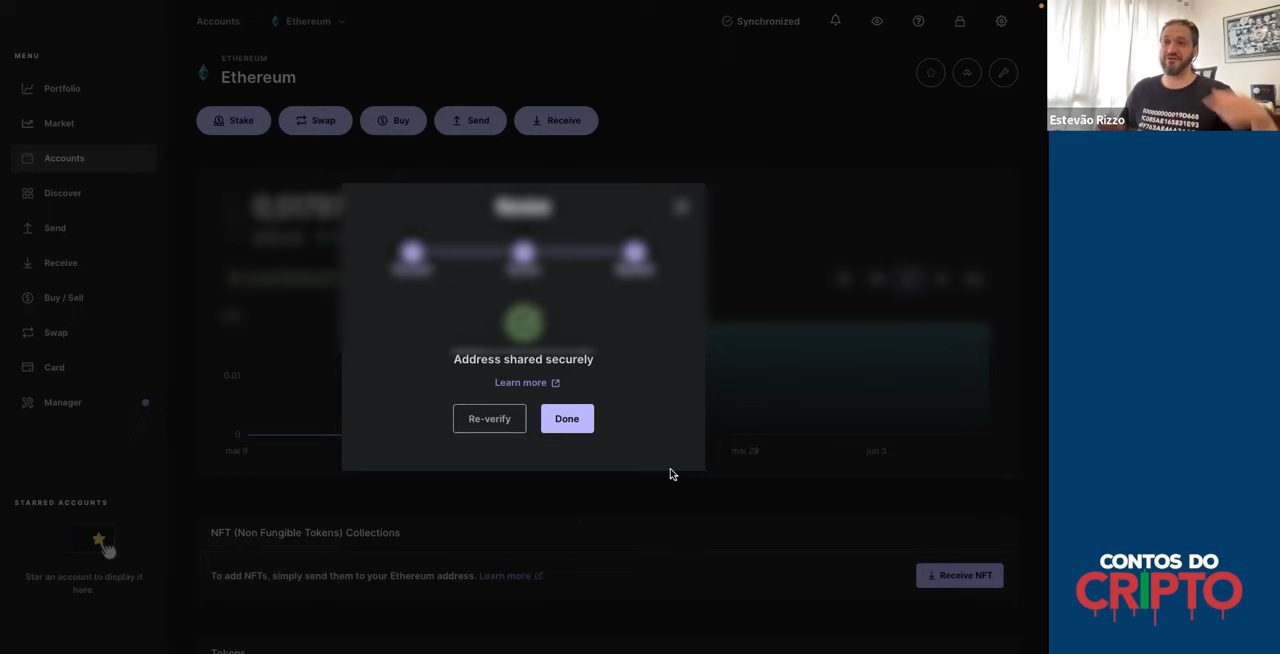 Accounts
Ethereum
Synchronized
MENU
Portfolio
Market
Accounts
Discover
Send
Receive
Buy / Sell
Swap
Card
Manager
STARRED ACCOUNTS
Star an account to display it
here.
ETHEREUM
Ethereum
Stake
Swap
Buy
Send
Receive
Address shared securely
Learn more
Re-verify
Done
0.01
0
mai 9
mai 29
jun 3
NFT (Non Fungible Tokens) Collections
To add NFTs, simply send them to your Ethereum address. Learn more
Receive NFT
Tokens
Estevão Rizzo
CONTOS DO
CRIPTO